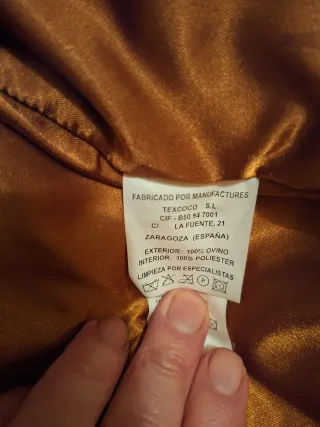 FABRICADO POR MANUFACTURES
TEXCOCO S.L
CIF - B50 94 7001
C/ LA FUENTE, 21
ZARAGOZA (ESPAÑA)
EXTERIOR: 100% OVINO
INTERIOR: 100% POLIESTER
LIMPIEZA POR ESPECIALISTAS
P